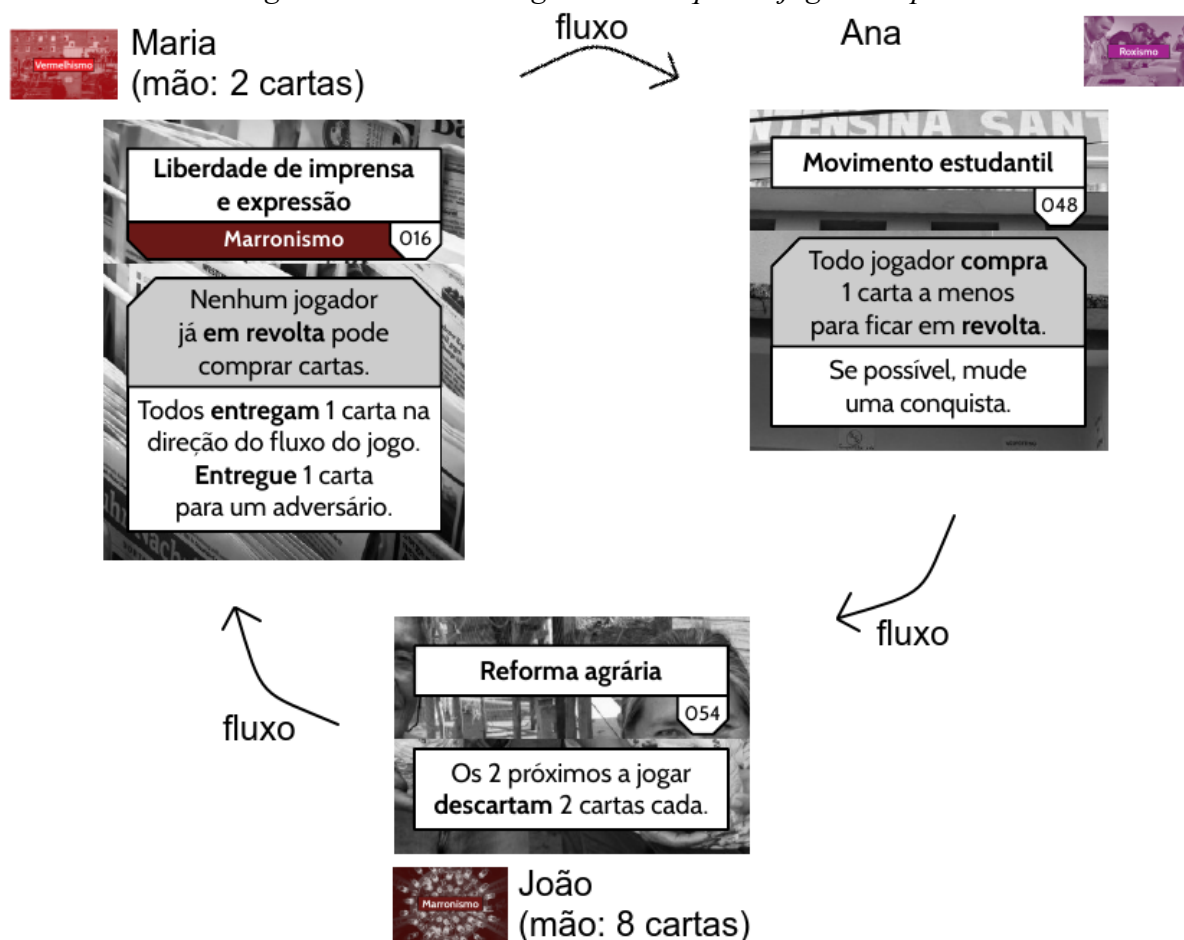 fluxo
Ana
Maria
(mão: 2 cartas)
Vermelhismo
Roxismo
Liberdade de imprensa
e expressão
Marronismo 016
Nenhum jogador
já em revolta pode
comprar cartas.
Todos entregam 1 carta na
direção do fluxo do jogo.
Entregue 1 carta
para um adversário.
NTENSINA SANT
Movimento estudantil
048
Todo jogador compra
1 carta a menos
para ficar em revolta.
Se possível, mude
uma conquista.
fluxo
fluxo
Reforma agrária
054
Os 2 próximos a jogar
descartam 2 cartas cada.
Marronismo
João
(mão: 8 cartas)